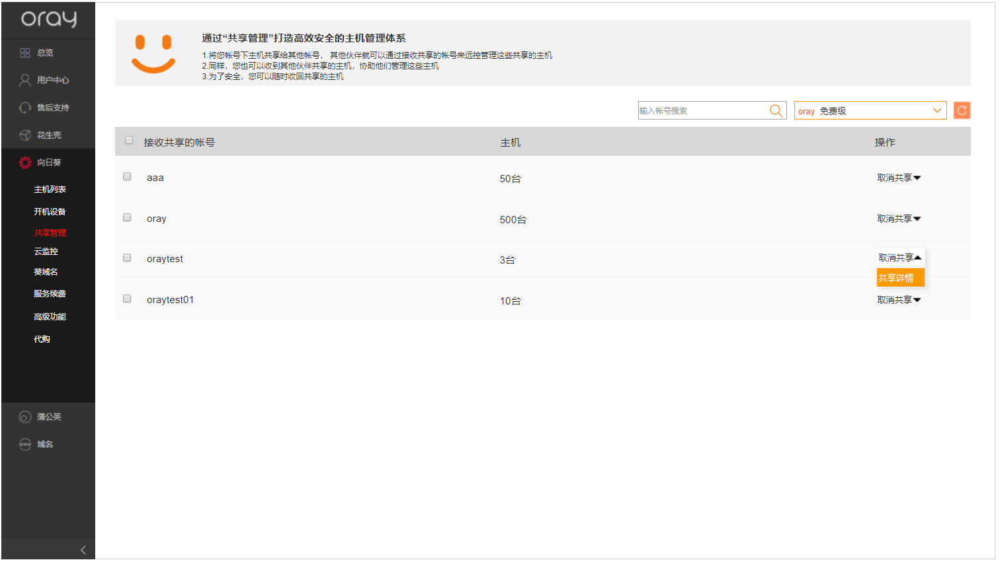 oray
总览
用户中心
售后支持
花生壳
向日葵
主机列表
开机设备
共享管理
云监控
葵域名
服务续费
高级功能
代购
蒲公英
www 域名
通过“共享管理”打造高效安全的主机管理体系
1.将您帐号下主机共享给其他帐号， 其他伙伴就可以通过接收共享的帐号来远控管理这些共享的主机
2.同样，您也可以收到其他伙伴共享的主机，协助他们管理这些主机
3.为了安全，您可以随时收回共享的主机
输入帐号搜索 oray 免费级
接收共享的帐号 主机 操作
aaa 50台 取消共享
oray 500台 取消共享
oraytest 3台 取消共享
共享详情
oraytest01 10台 取消共享